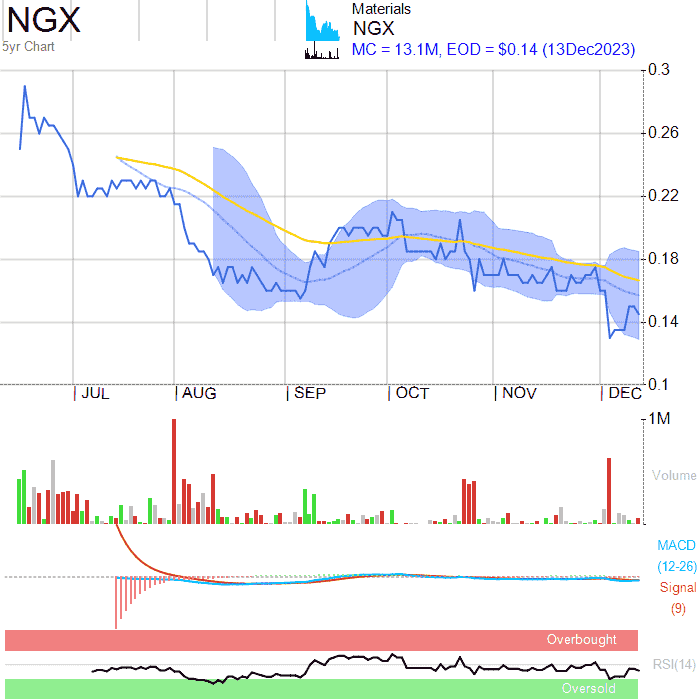 NGX
5yr Chart
Materials
NGX
MC = 13.1M, EOD = $0.14 (13Dec2023)
0.3
0.26
0.22
0.18
0.14
0.1
JUL AUG SEP OCT NOV DEC
1M
Volume
MACD
(12-26)
Signal
(9)
Overbought
RSI(14)
Oversold